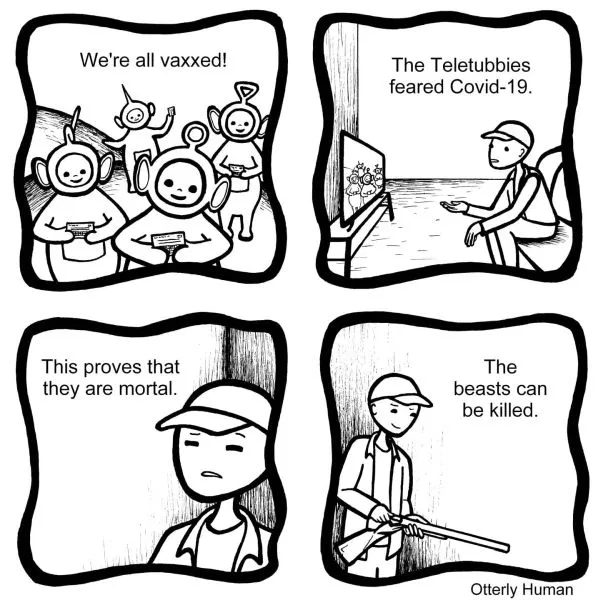 We're all vaxxed!
The Teletubbies
feared Covid-19.
This proves that
they are mortal.
The
beasts can
be killed.
Otterly Human